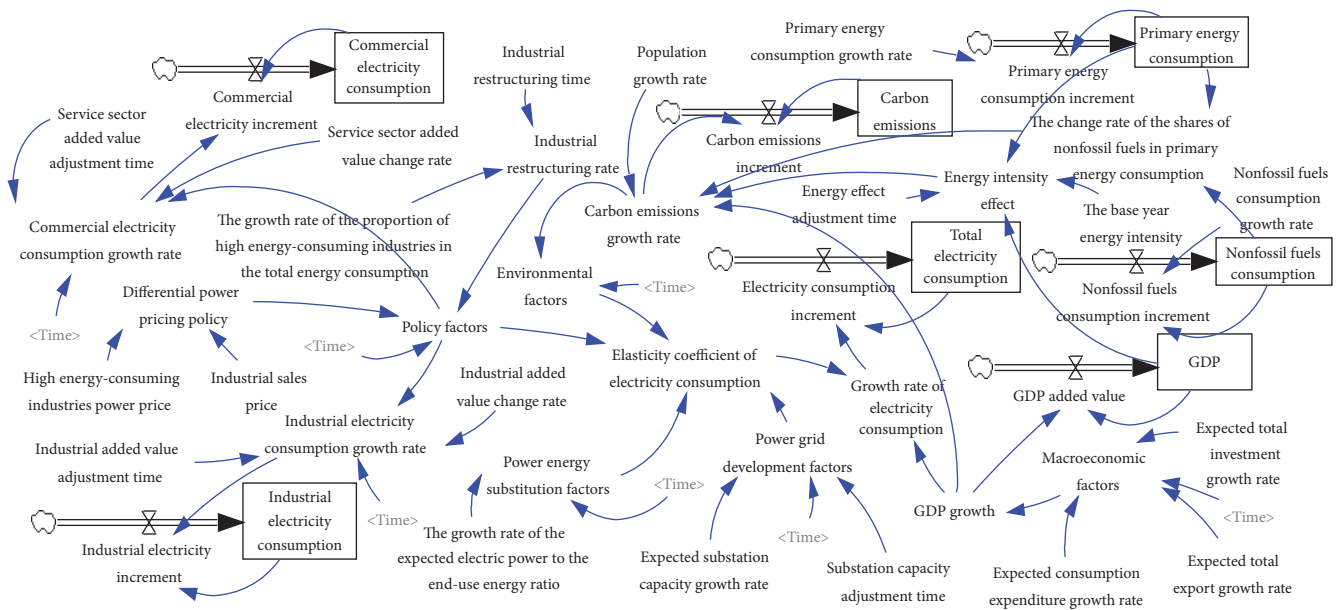 Commercial
electricity
consumption
Commercial
electricity increment
Service sector
added value
adjustment time
Service sector added
value change rate
Commercial electricity
consumption growth rate
<Time>
Industrial
restructuring time
Industrial
restructuring rate
Population
growth rate
Primary energy
consumption growth rate
Primary energy
consumption
Primary energy
consumption increment
Carbon
emissions
Carbon emissions
increment
The change rate of the shares of
nonfossil fuels in primary
energy consumption
Nonfossil fuels
consumption
growth rate
Energy intensity
effect
Energy effect
adjustment time
The base year
energy intensity
Carbon emissions
growth rate
The growth rate of the proportion of
high energy-consuming industries in
the total energy consumption
Total
electricity
consumption
Electricity consumption
increment
Nonfossil fuels
consumption
Nonfossil fuels
consumption increment
Environmental
factors
<Time>
Differential power
pricing policy
Policy factors
<Time>
High energy-consuming
industries power price
Industrial sales
price
Elasticity coefficient of
electricity consumption
Growth rate of
electricity
consumption
GDP
GDP added value
Industrial added
value change rate
Industrial electricity
consumption growth rate
Industrial added value
adjustment time
Power energy
substitution factors
<Time>
Power grid
development factors
Macroeconomic
factors
Expected total
investment
growth rate
<Time>
GDP growth
Industrial
electricity
consumption
Industrial electricity
increment
<Time>
The growth rate of the
expected electric power to the
end-use energy ratio
Expected substation
capacity growth rate
<Time>
Substation capacity
adjustment time
Expected consumption
expenditure growth rate
Expected total
export growth rate